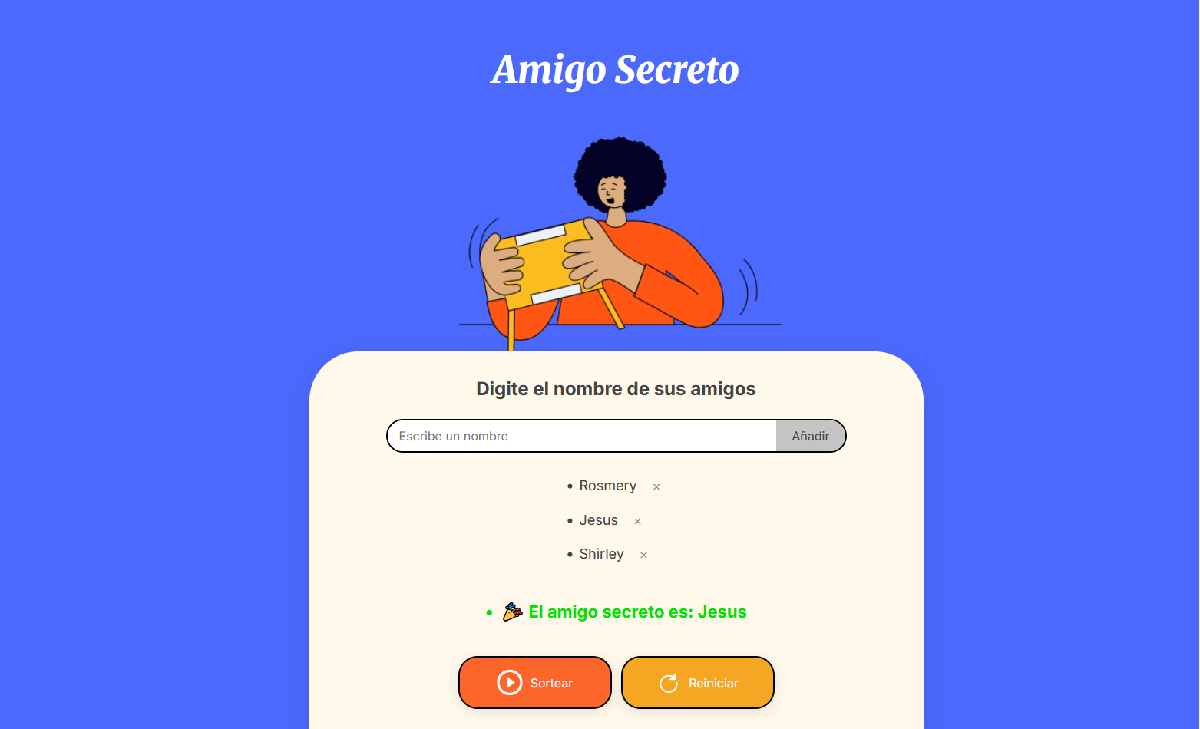 Amigo Secreto
Digite el nombre de sus amigos
Escribe un nombre Añadir
• Rosmery ×
• Jesus ×
• Shirley ×
• 🎉 El amigo secreto es: Jesus
Sortear Reiniciar